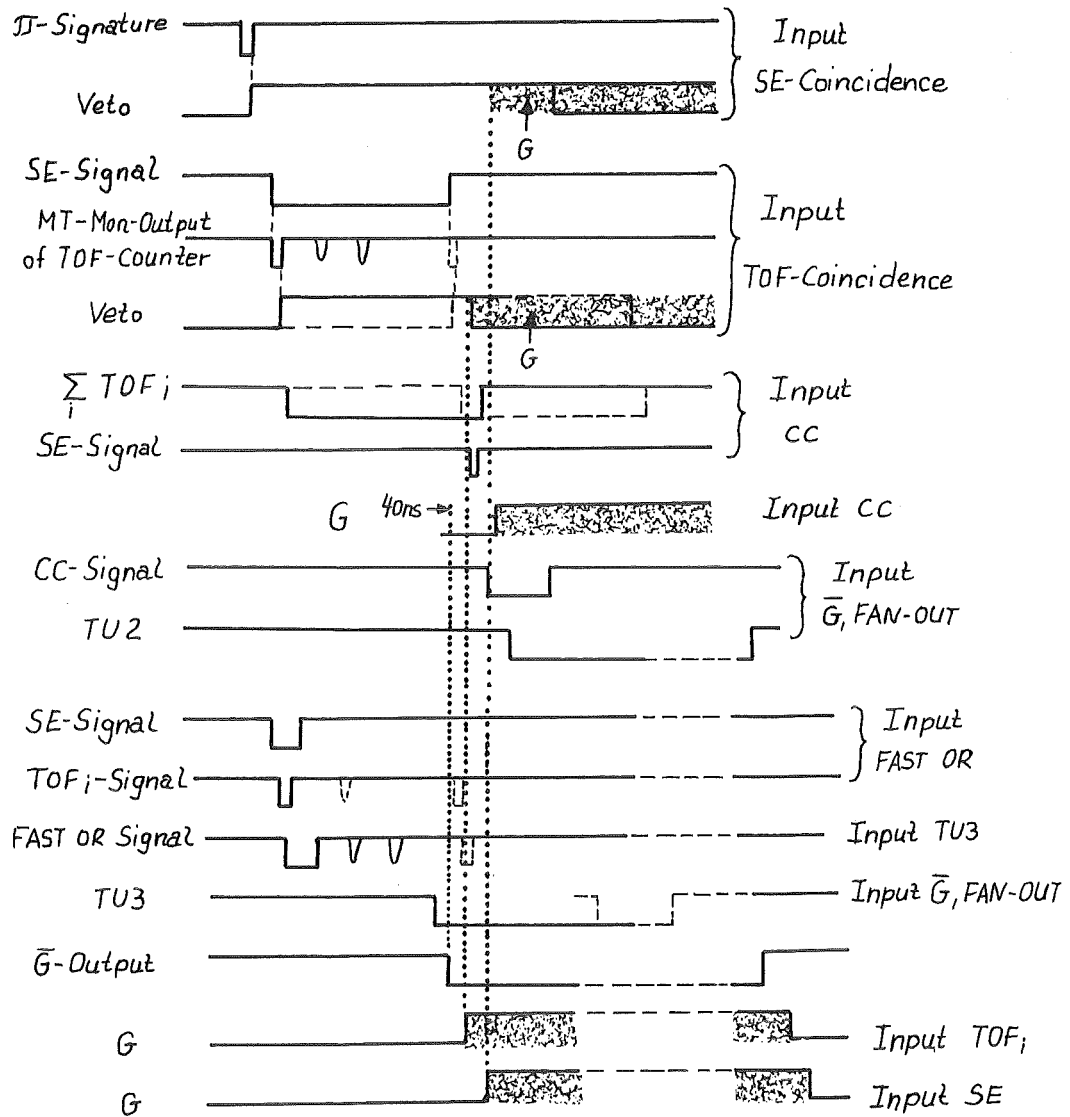 π-Signature
Input
SE-Coincidence
Veto
G
SE-Signal
MT-Mon-Output
of TOF-Counter
Input
TOF-Coincidence
Veto
G
∑ TOF i
i
Input
CC
SE-Signal
G 40ns → Input CC
CC-Signal
Input
G̅, FAN-OUT
TU2
SE-Signal
Input
FAST OR
TOF i-Signal
FAST OR Signal Input TU3
TU3 Input G̅, FAN-OUT
G̅-Output
G Input TOF i
G Input SE